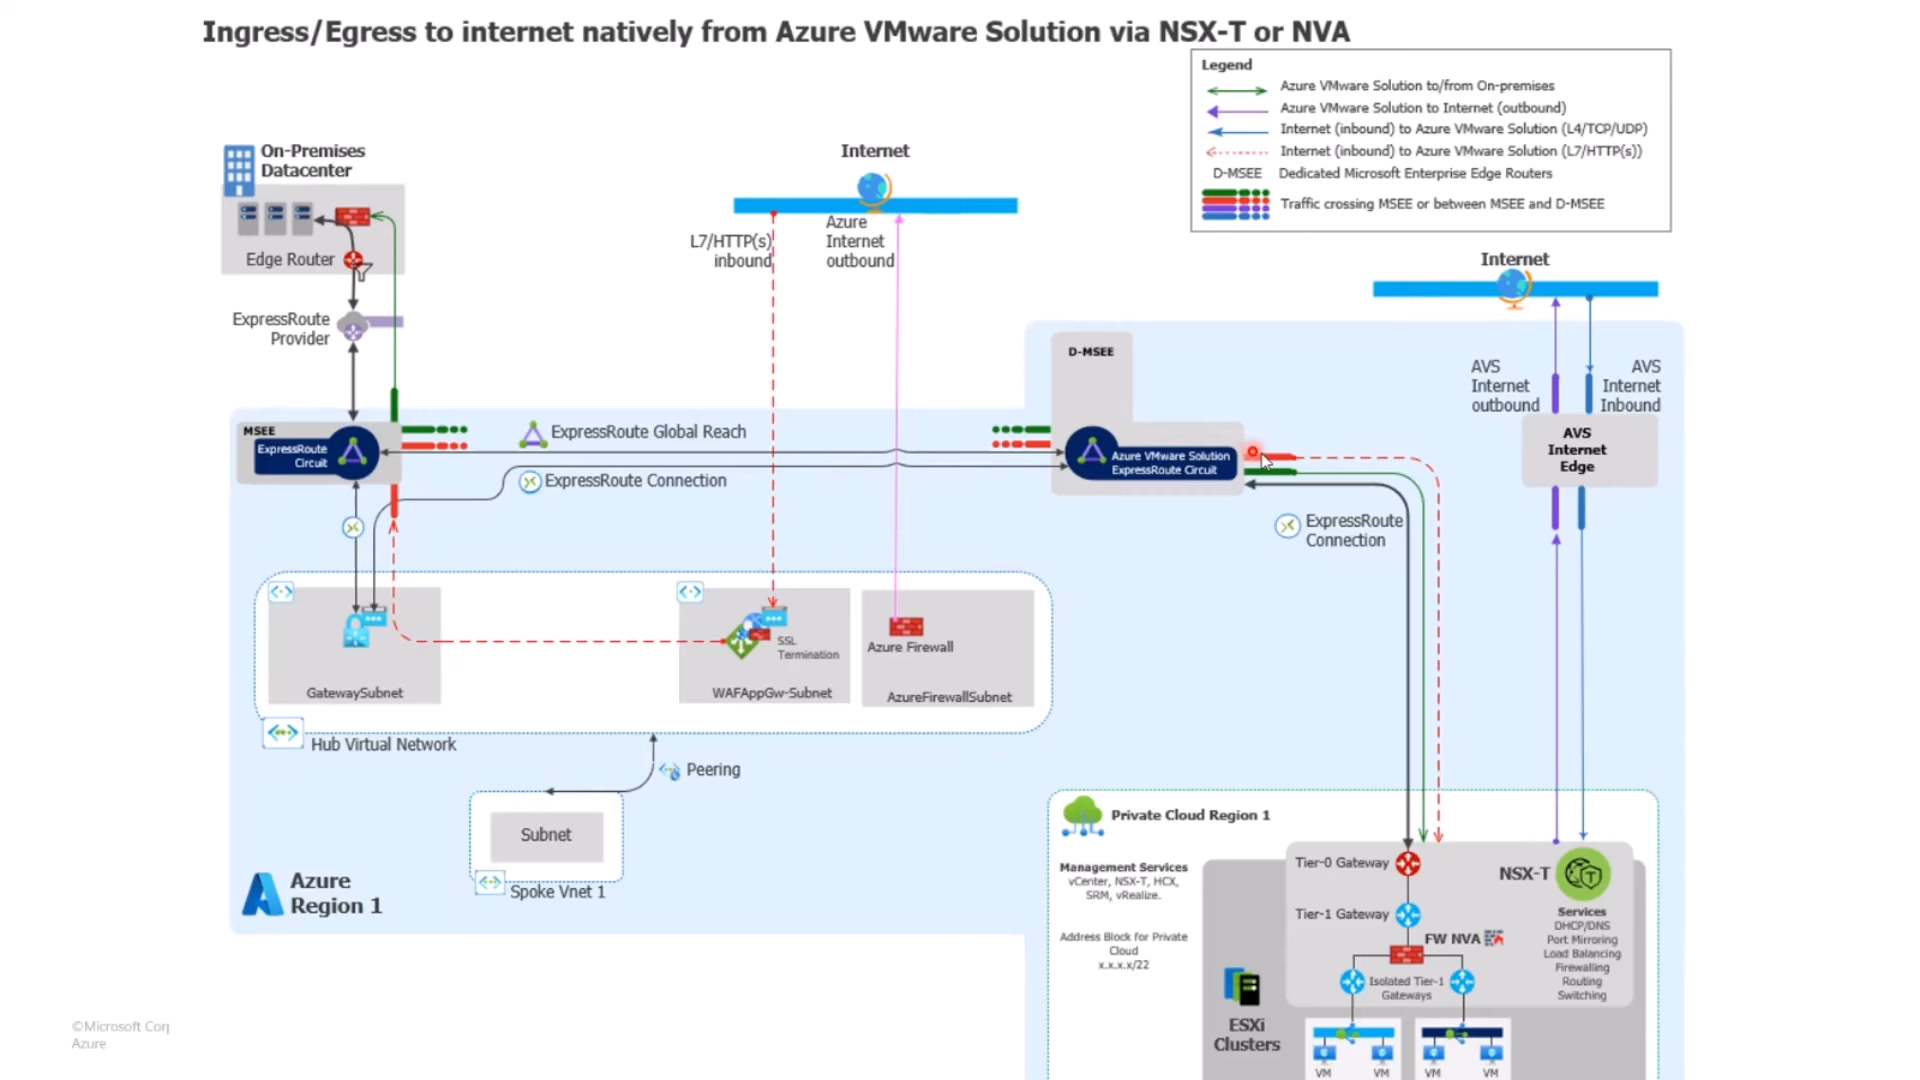 Ingress/Egress to internet natively from Azure VMware Solution via NSX-T or NVA
Legend
Azure VMware Solution to/from On-premises
Azure VMware Solution to Internet (outbound)
Internet (inbound) to Azure VMware Solution (L4/TCP/UDP)
Internet (inbound) to Azure VMware Solution (L7/HTTP(s))
D-MSEE Dedicated Microsoft Enterprise Edge Routers
Traffic crossing MSEE or between MSEE and D-MSEE
On-Premises
Datacenter
Edge Router
ExpressRoute
Provider
Internet
L7/HTTP(s)
inbound
Azure
Internet
outbound
Internet
D-MSEE
AVS
Internet
outbound
AVS
Internet
Inbound
AVS
Internet
Edge
MSEE
ExpressRoute
Circuit
ExpressRoute Global Reach
ExpressRoute Connection
Azure VMware Solution
ExpressRoute Circuit
ExpressRoute
Connection
GatewaySubnet
SSL
Termination
WAFAppGw-Subnet
Azure Firewall
AzureFirewallSubnet
Hub Virtual Network
Peering
Subnet
Spoke Vnet 1
Azure
Region 1
Private Cloud Region 1
Management Services
vCenter, NSX-T, HCX,
SRM, vRealize.
Address Block for Private
Cloud
x.x.x.x/22
ESXi
Clusters
Tier-0 Gateway
Tier-1 Gateway
FW NVA
Isolated Tier-1
Gateways
NSX-T
T
Services
DHCP/DNS
Port Mirroring
Load Balancing
Firewalling
Routing
Switching
VM
VM
VM
VM
©Microsoft Corp
Azure